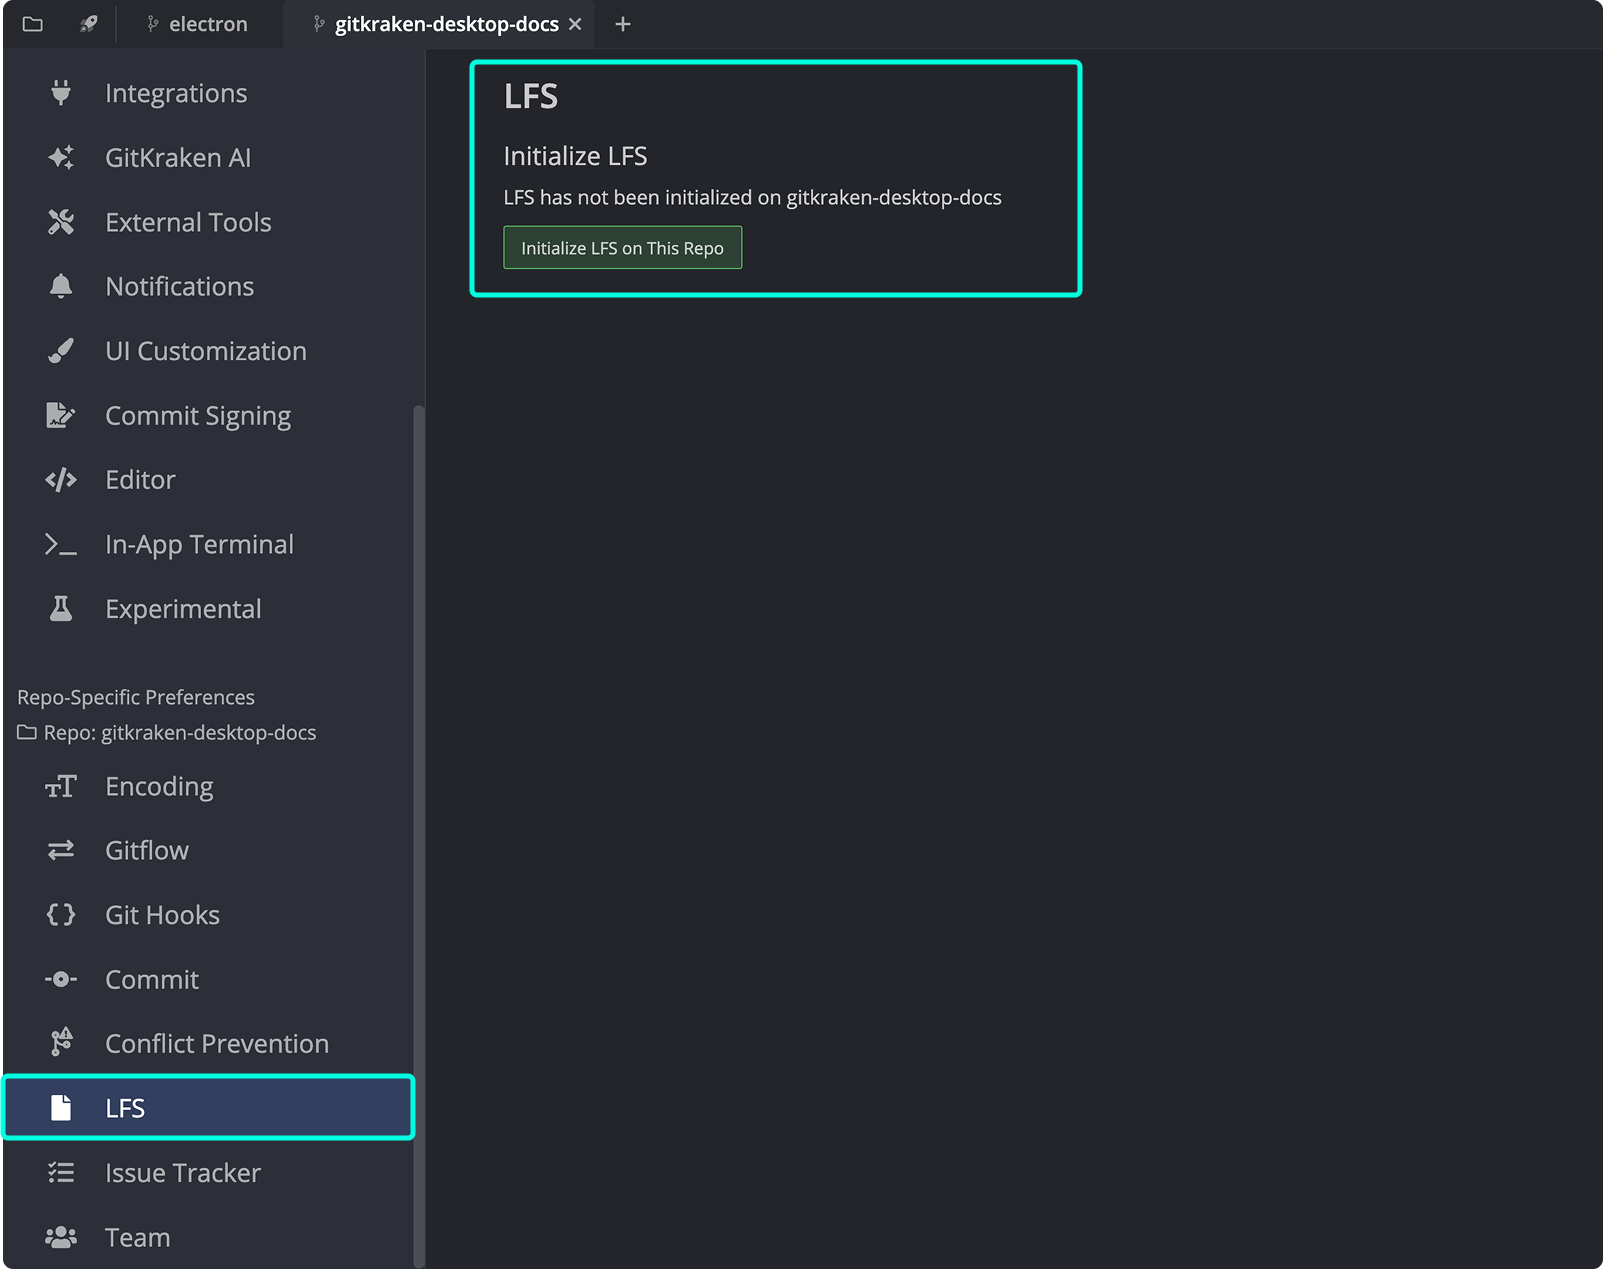 electron
gitkraken-desktop-docs
Integrations
GitKraken AI
External Tools
Notifications
UI Customization
Commit Signing
Editor
In-App Terminal
Experimental
Repo-Specific Preferences
Repo: gitkraken-desktop-docs
Encoding
Gitflow
Git Hooks
Commit
Conflict Prevention
LFS
Issue Tracker
Team
LFS
Initialize LFS
LFS has not been initialized on gitkraken-desktop-docs
Initialize LFS on This Repo